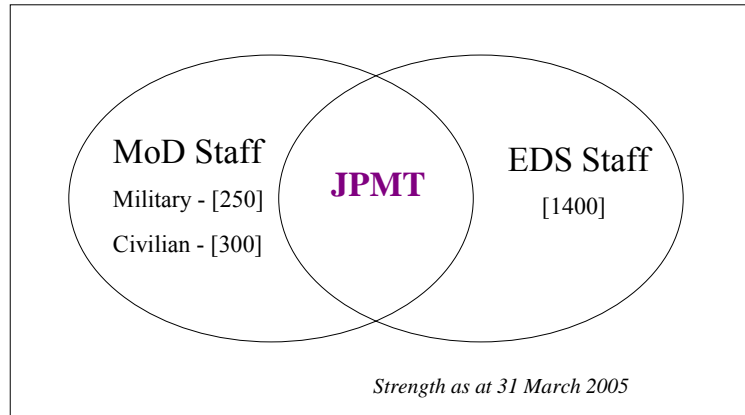 MoD Staff
Military - [250]
Civilian - [300]
JPMT
EDS Staff
[1400]
Strength as at 31 March 2005